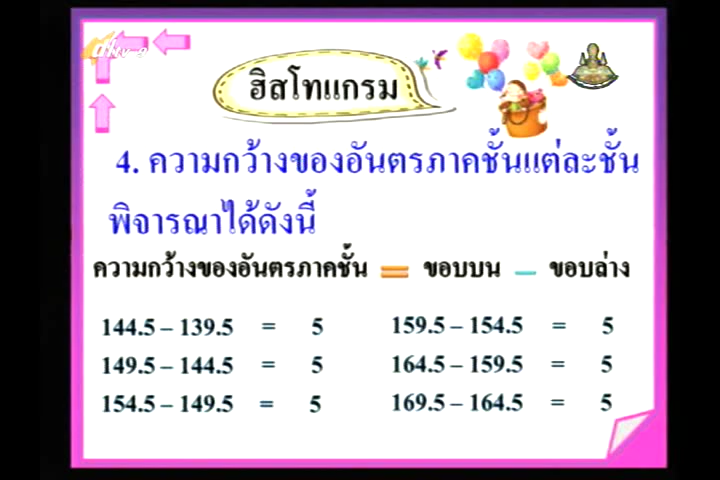 ฮิสโทแกรม
4. ความกว้างของอันตรภาคชั้นแต่ละชั้น
พิจารณาได้ดังนี้
ความกว้างของอันตรภาคชั้น = ขอบบน – ขอบล่าง
144.5 – 139.5 = 5
149.5 – 144.5 = 5
154.5 – 149.5 = 5
159.5 – 154.5 = 5
164.5 – 159.5 = 5
169.5 – 164.5 = 5